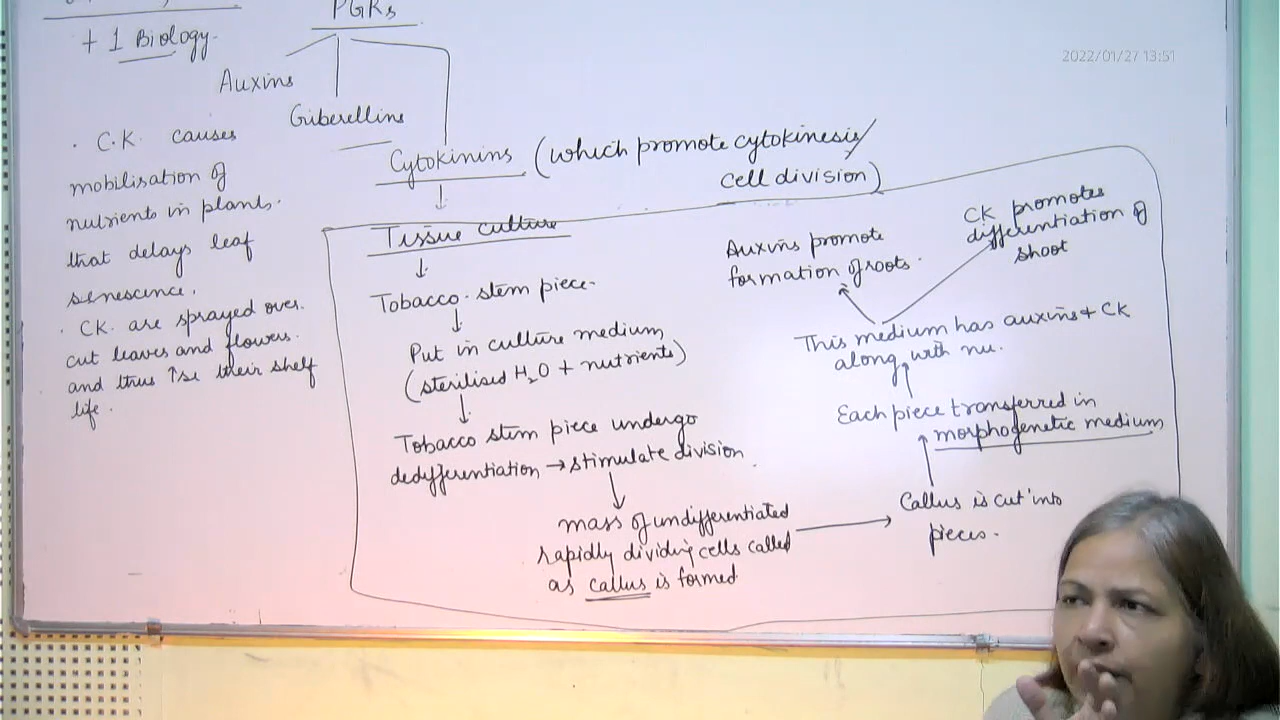 PGRs
+ 1 Biology.
2022/01/27 13:51
Auxins
Giberellins
Cytokinins (which promote cytokinesis/
cell division)
. C.K. causes
mobilisation of
nutrients in plants.
that delays leaf
senescence.
. CK. are sprayed over.
cut leaves and flowers.
and thus ↑se their shelf
life.
↓
Tissue culture
↓
Tobacco stem piece.
↓
Put in culture medium
(sterilised H2O + nutrients)
↓
Tobacco stem piece undergo
dedifferentiation → stimulate division
↓
mass of undifferentiated
rapidly dividing cells called
as callus is formed
→
Callus is cut into
pieces.
Each piece transferred in
morphogenetic medium
This medium has auxins + CK
along with nu.
Auxins promote
formation of roots.
CK promotes
differentiation of
shoot